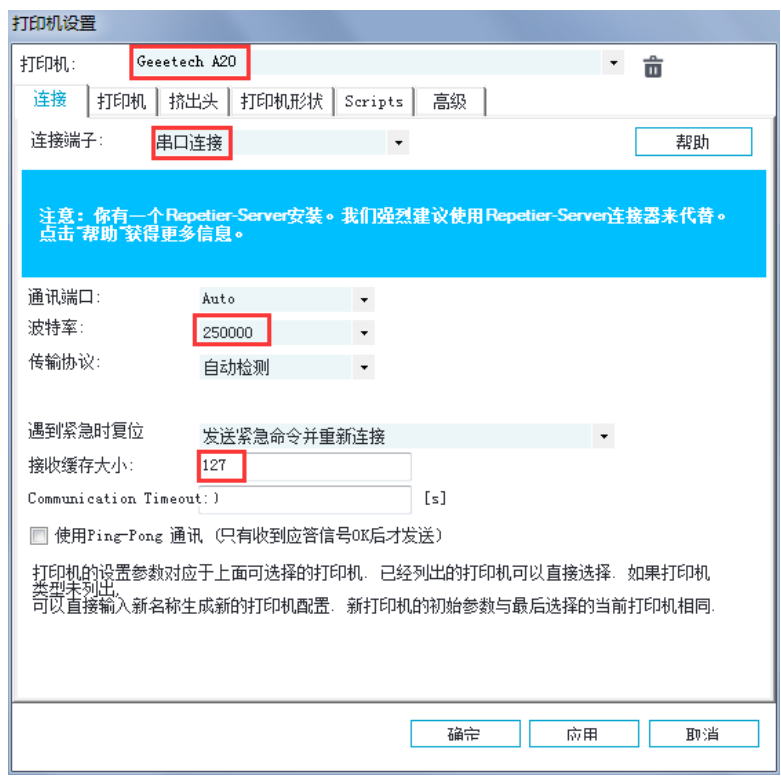 打印机设置
打印机: Geeetech A20
连接 打印机 挤出头 打印机形状 Scripts 高级
连接端子: 串口连接 帮助
注意：你有一个Repetier-Server安装。我们强烈建议使用Repetier-Server连接器来代替。
点击"帮助"获得更多信息。
通讯端口: Auto
波特率: 250000
传输协议: 自动检测
遇到紧急时复位 发送'紧急命令并重新连接
接收缓存大小: 127
Communication Timeout:) [s]
使用Ping-Pong 通讯 (只有收到应答信号OK后才发送)
打印机的设置参数对应于上面可选择的打印机. 已经列出的打印机可以直接选择. 如果打印机
类型未列出,
可以直接输入新名称生成新的打印机配置. 新打印机的初始参数与最后选择的当前打印机相同.
确定 应用 取消